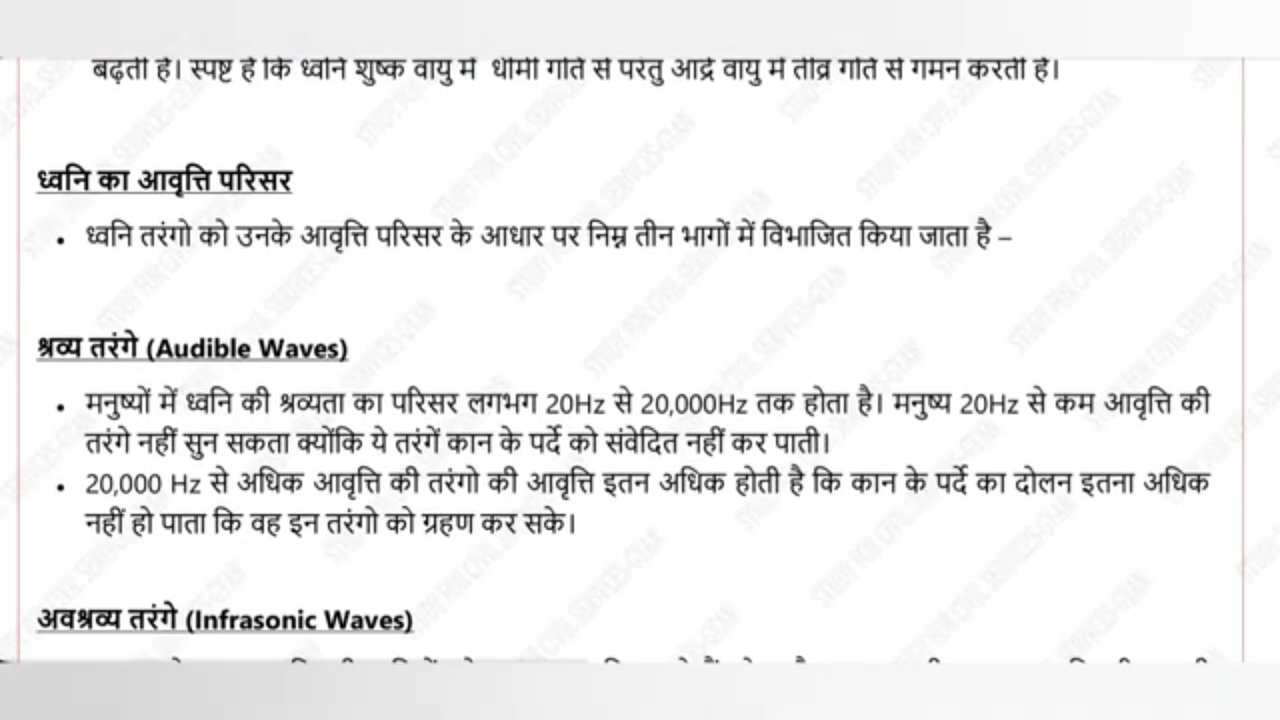 बढ़ती है। स्पष्ट है कि ध्वनि शुष्क वायु में धीमी गति से परंतु आर्द्र वायु में तीव्र गति से गमन करती है।
ध्वनि का आवृत्ति परिसर
• ध्वनि तरंगो को उनके आवृत्ति परिसर के आधार पर निम्न तीन भागों में विभाजित किया जाता है –
श्रव्य तरंगे (Audible Waves)
• मनुष्यों में ध्वनि की श्रव्यता का परिसर लगभग 20Hz से 20,000Hz तक होता है। मनुष्य 20Hz से कम आवृत्ति की
तरंगे नहीं सुन सकता क्योंकि ये तरंगें कान के पर्दे को संवेदित नहीं कर पाती।
• 20,000 Hz से अधिक आवृत्ति की तरंगो की आवृत्ति इतन अधिक होती है कि कान के पर्दे का दोलन इतना अधिक
नहीं हो पाता कि वह इन तरंगो को ग्रहण कर सके।
अवश्रव्य तरंगे (Infrasonic Waves)